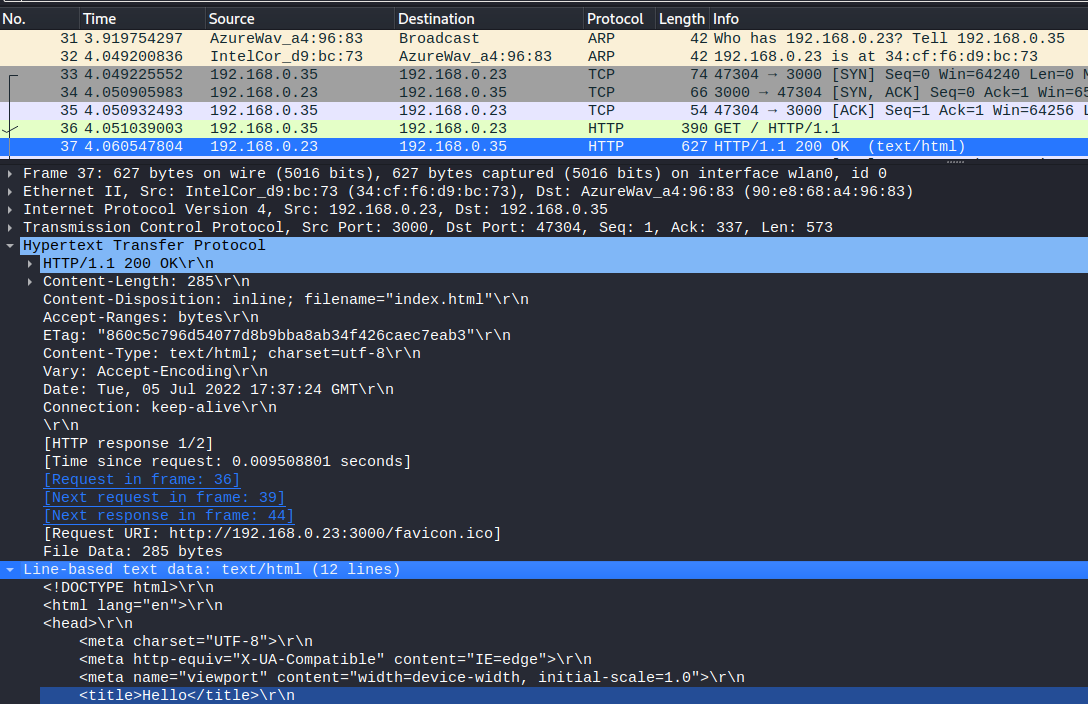 No. Time Source Destination Protocol Length Info
31 3.919754297 AzureWav_a4:96:83 Broadcast ARP 42 Who has 192.168.0.23? Tell 192.168.0.35
32 4.049200836 IntelCor_d9:bc:73 AzureWav_a4:96:83 ARP 42 192.168.0.23 is at 34:cf:f6:d9:bc:73
33 4.049225552 192.168.0.35 192.168.0.23 TCP 74 47304 → 3000 [SYN] Seq=0 Win=64240 Len=0 M
34 4.050905983 192.168.0.23 192.168.0.35 TCP 66 3000 → 47304 [SYN, ACK] Seq=0 Ack=1 Win=65
35 4.050932493 192.168.0.35 192.168.0.23 TCP 54 47304 → 3000 [ACK] Seq=1 Ack=1 Win=64256 L
36 4.051039003 192.168.0.35 192.168.0.23 HTTP 390 GET / HTTP/1.1
37 4.060547804 192.168.0.23 192.168.0.35 HTTP 627 HTTP/1.1 200 OK (text/html)
Frame 37: 627 bytes on wire (5016 bits), 627 bytes captured (5016 bits) on interface wlan0, id 0
Ethernet II, Src: IntelCor_d9:bc:73 (34:cf:f6:d9:bc:73), Dst: AzureWav_a4:96:83 (90:e8:68:a4:96:83)
Internet Protocol Version 4, Src: 192.168.0.23, Dst: 192.168.0.35
Transmission Control Protocol, Src Port: 3000, Dst Port: 47304, Seq: 1, Ack: 337, Len: 573
Hypertext Transfer Protocol
HTTP/1.1 200 OK\r\n
Content-Length: 285\r\n
Content-Disposition: inline; filename="index.html"\r\n
Accept-Ranges: bytes\r\n
ETag: "860c5c796d54077d8b9bba8ab34f426caec7eab3"\r\n
Content-Type: text/html; charset=utf-8\r\n
Vary: Accept-Encoding\r\n
Date: Tue, 05 Jul 2022 17:37:24 GMT\r\n
Connection: keep-alive\r\n
\r\n
[HTTP response 1/2]
[Time since request: 0.009508801 seconds]
[Request in frame: 36]
[Next request in frame: 39]
[Next response in frame: 44]
[Request URI: http://192.168.0.23:3000/favicon.ico]
File Data: 285 bytes
Line-based text data: text/html (12 lines)
<!DOCTYPE html>\r\n
<html lang="en">\r\n
<head>\r\n
<meta charset="UTF-8">\r\n
<meta http-equiv="X-UA-Compatible" content="IE=edge">\r\n
<meta name="viewport" content="width=device-width, initial-scale=1.0">\r\n
<title>Hello</title>\r\n